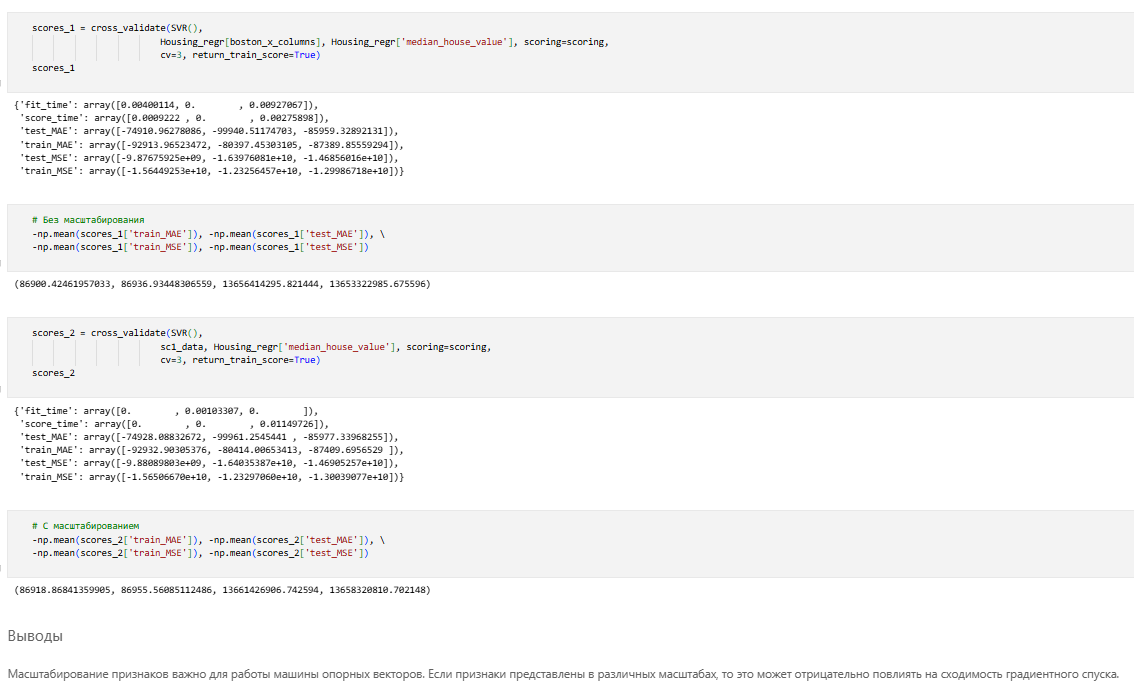 scores_1 = cross_validate(SVR(),
Housing_regr[boston_x_columns], Housing_regr['median_house_value'], scoring=scoring,
cv=3, return_train_score=True)
scores_1
{'fit_time': array([0.00400114, 0.        , 0.00927067]),
'score_time': array([0.0009222 , 0.        , 0.00275898]),
'test_MAE': array([-74910.96278086, -99940.51174703, -85959.32892131]),
'train_MAE': array([-92913.96523472, -80397.45303105, -87389.85559294]),
'test_MSE': array([-9.87675925e+09, -1.63976081e+10, -1.46856016e+10]),
'train_MSE': array([-1.56449253e+10, -1.23256457e+10, -1.29986718e+10])}
# Без масштабирования
-np.mean(scores_1['train_MAE']), -np.mean(scores_1['test_MAE']), \
-np.mean(scores_1['train_MSE']), -np.mean(scores_1['test_MSE'])
(86900.42461957033, 86936.93448306559, 13656414295.821444, 13653322985.675596)
scores_2 = cross_validate(SVR(),
sc1_data, Housing_regr['median_house_value'], scoring=scoring,
cv=3, return_train_score=True)
scores_2
{'fit_time': array([0.        , 0.00103307, 0.        ]),
'score_time': array([0.        , 0.        , 0.01149726]),
'test_MAE': array([-74928.08832672, -99961.2545441 , -85977.33968255]),
'train_MAE': array([-92932.90305376, -80414.00653413, -87409.6956529 ]),
'test_MSE': array([-9.88089803e+09, -1.64035387e+10, -1.46905257e+10]),
'train_MSE': array([-1.56506670e+10, -1.23297060e+10, -1.30039077e+10])}
# С масштабированием
-np.mean(scores_2['train_MAE']), -np.mean(scores_2['test_MAE']), \
-np.mean(scores_2['train_MSE']), -np.mean(scores_2['test_MSE'])
(86918.86841359905, 86955.56085112486, 13661426906.742594, 13658320810.702148)
Выводы
Масштабирование признаков важно для работы машины опорных векторов. Если признаки представлены в различных масштабах, то это может отрицательно повлиять на сходимость градиентного спуска.